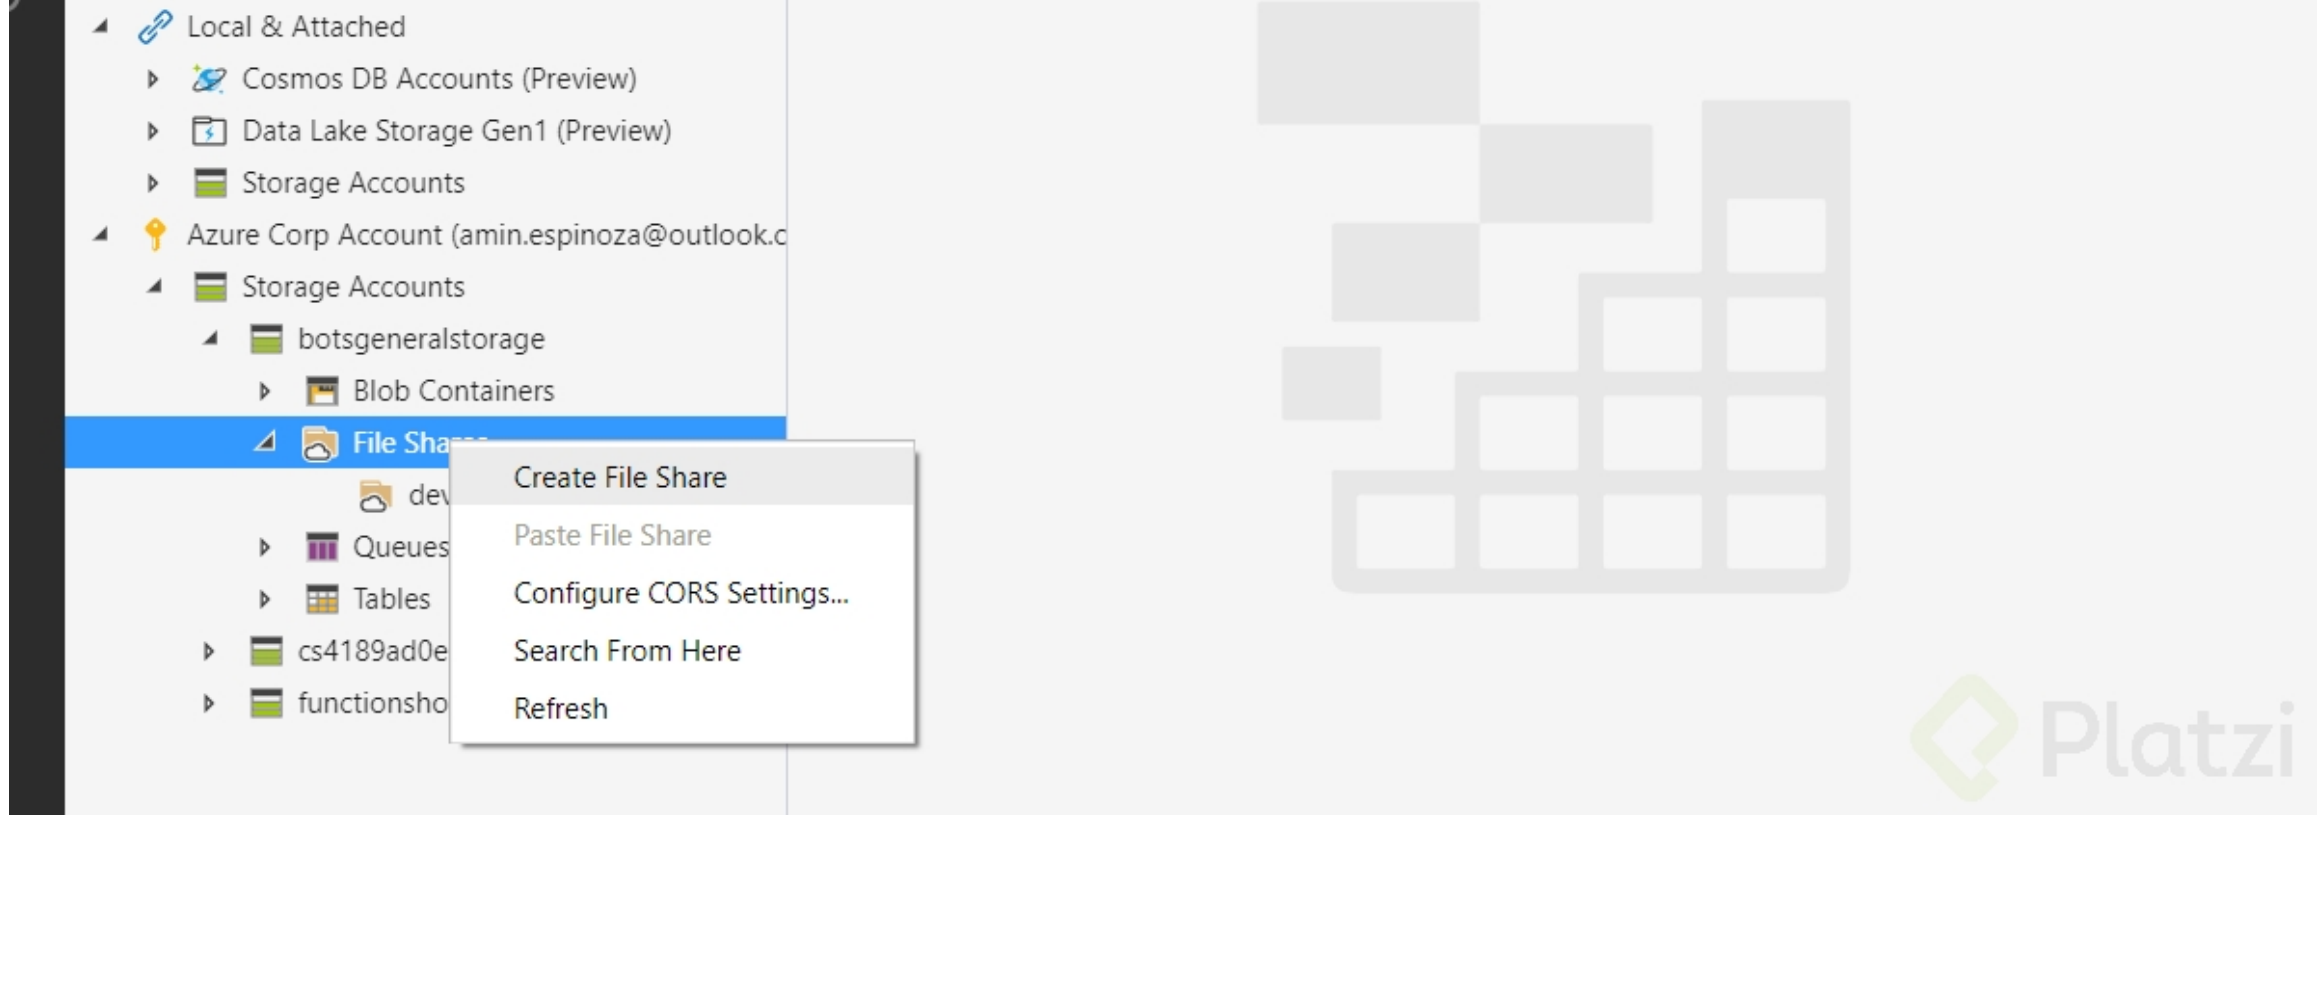 Local & Attached
Cosmos DB Accounts (Preview)
Data Lake Storage Gen1 (Preview)
Storage Accounts
Azure Corp Account (amin.espinoza@outlook.c
Storage Accounts
botsgeneralstorage
Blob Containers
File Shares
Create File Share
dev
Paste File Share
Queues
Configure CORS Settings...
Tables
cs4189ad0e
Search From Here
functionsho
Refresh
Platzi